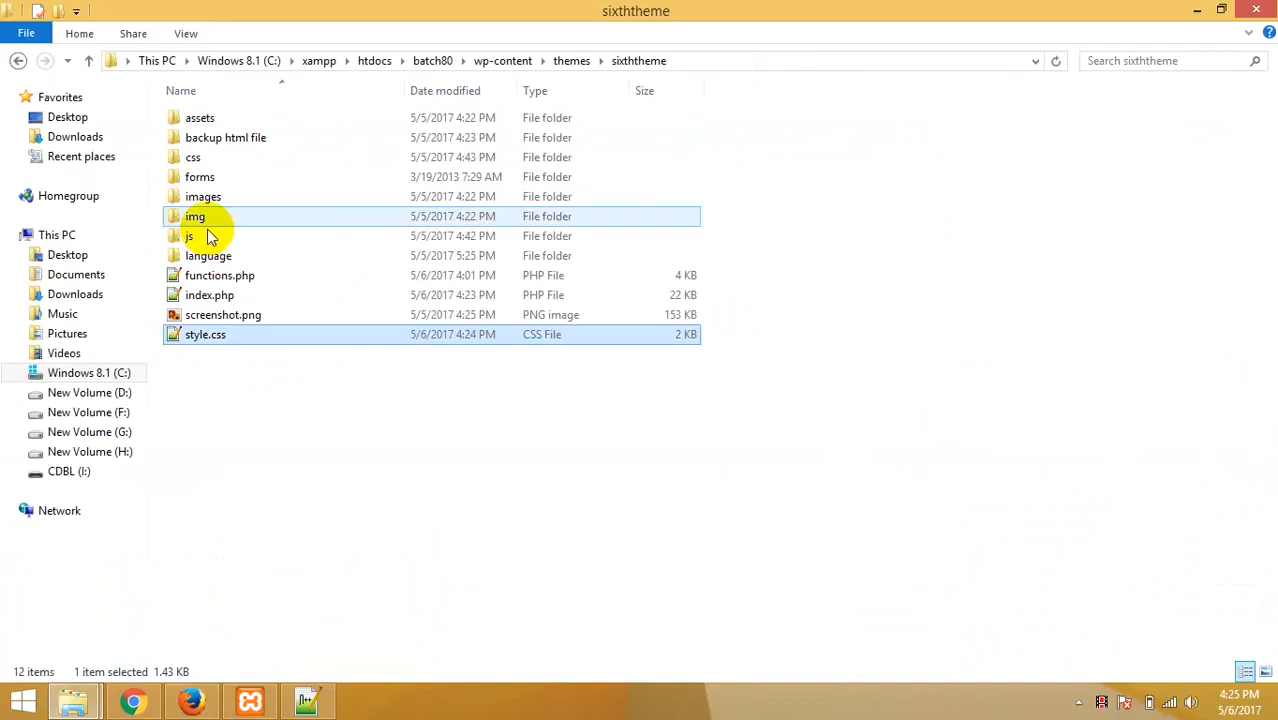 sixththeme
File Home Share View
This PC Windows 8.1 (C:) xampp htdocs batch80 wp-content themes sixththeme Search sixththeme
Name Date modified Type Size
Favorites
Desktop
Downloads
Recent places
Homegroup
This PC
Desktop
Documents
Downloads
Music
Pictures
Videos
Windows 8.1 (C:)
New Volume (D:)
New Volume (F:)
New Volume (G:)
New Volume (H:)
CDBL (I:)
Network
assets 5/5/2017 4:22 PM File folder
backup html file 5/5/2017 4:23 PM File folder
css 5/5/2017 4:43 PM File folder
forms 3/19/2013 7:29 AM File folder
images 5/5/2017 4:22 PM File folder
img 5/5/2017 4:22 PM File folder
js 5/5/2017 4:42 PM File folder
language 5/5/2017 5:25 PM File folder
functions.php 5/6/2017 4:01 PM PHP File 4 KB
index.php 5/6/2017 4:23 PM PHP File 22 KB
screenshot.png 5/5/2017 4:25 PM PNG image 153 KB
style.css 5/6/2017 4:24 PM CSS File 2 KB
12 items 1 item selected 1.43 KB
4:25 PM
5/6/2017